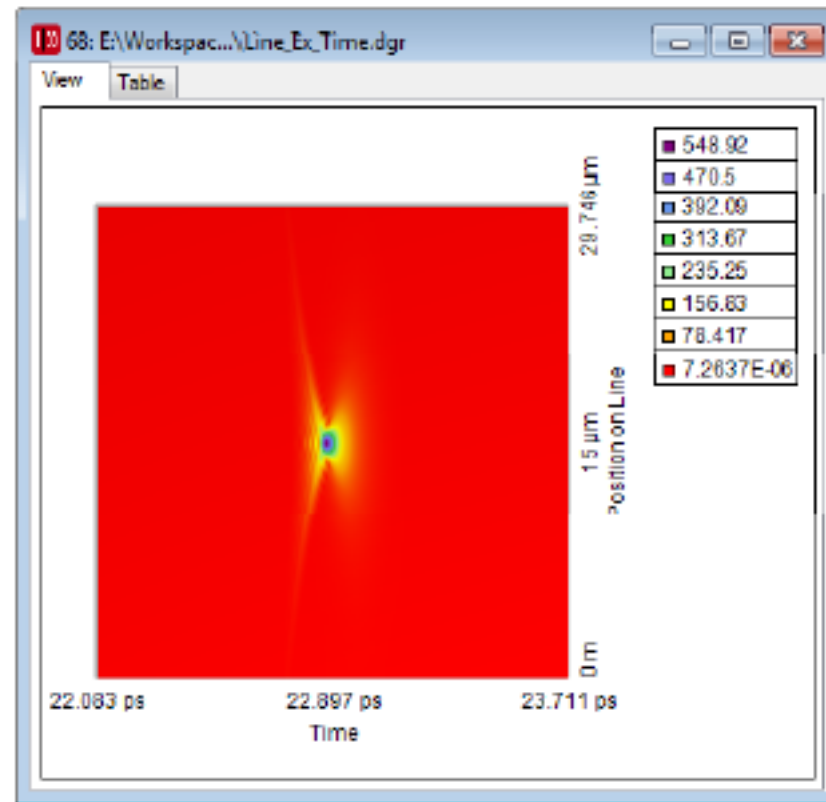 68: E:\Workspac...\Line_Ex_Time.dgr
View Table
548.92
470.5
392.09
313.67
235.25
156.83
78.417
7.2637E-06
29.746 µm
15 µm
Position on Line
0 m
22.083 ps 22.897 ps 23.711 ps
Time